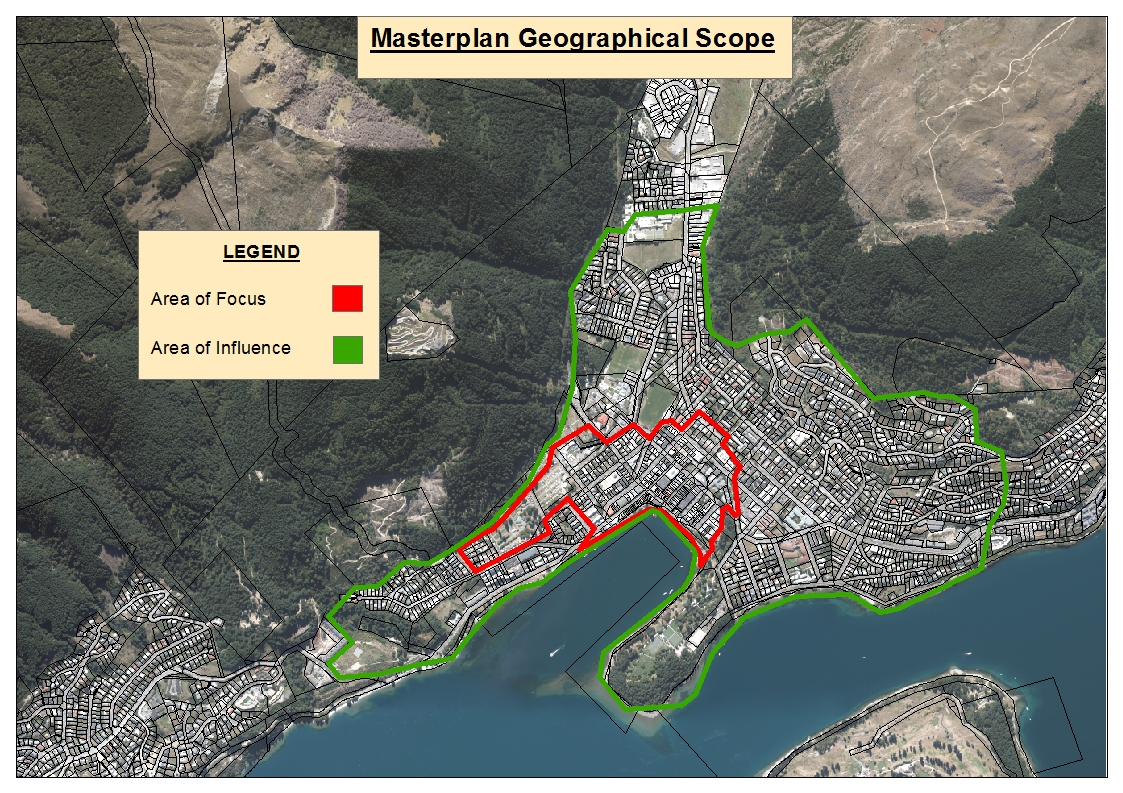 Masterplan Geographical Scope
LEGEND
Area of Focus
Area of Influence